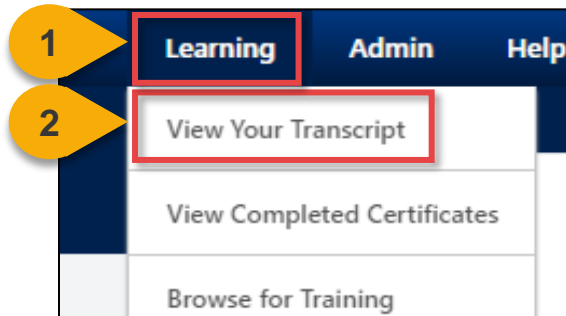 1 Learning Admin Help
2 View Your Transcript
View Completed Certificates
Browse for Training